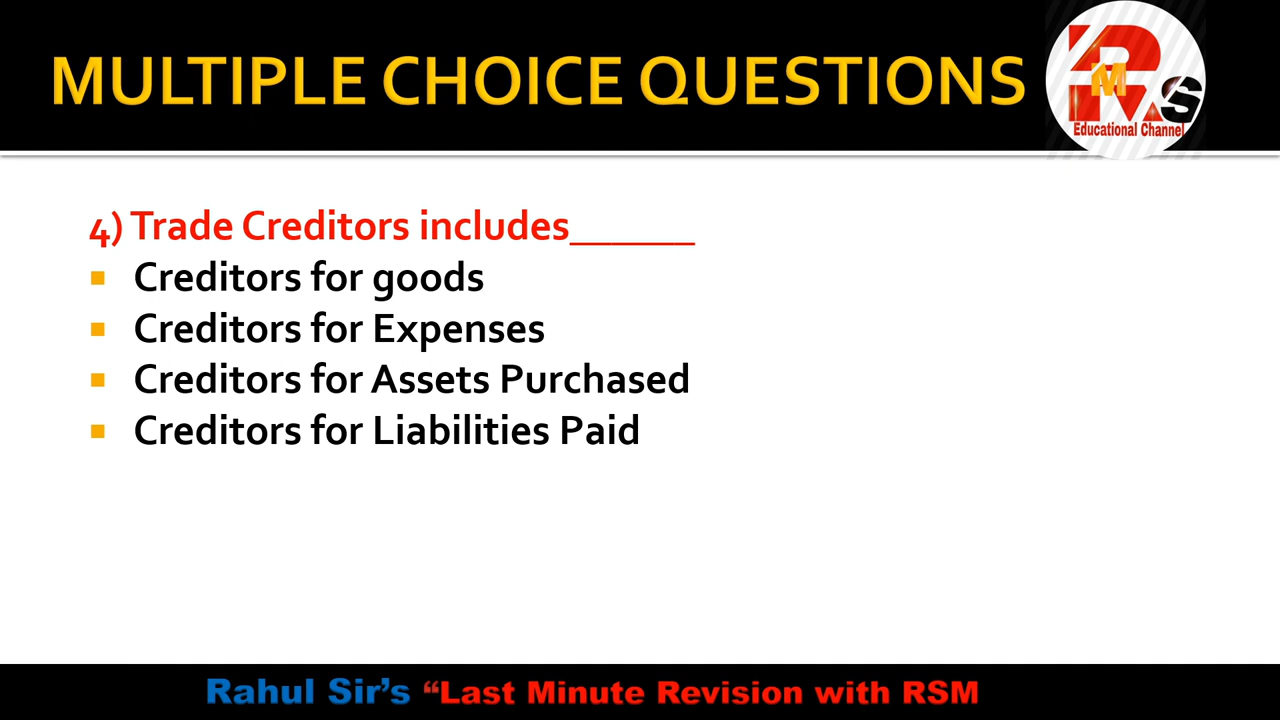 MULTIPLE CHOICE QUESTIONS
RMS
Educational Channel
4) Trade Creditors includes______
Creditors for goods
Creditors for Expenses
Creditors for Assets Purchased
Creditors for Liabilities Paid
Rahul Sir’s “Last Minute Revision with RSM